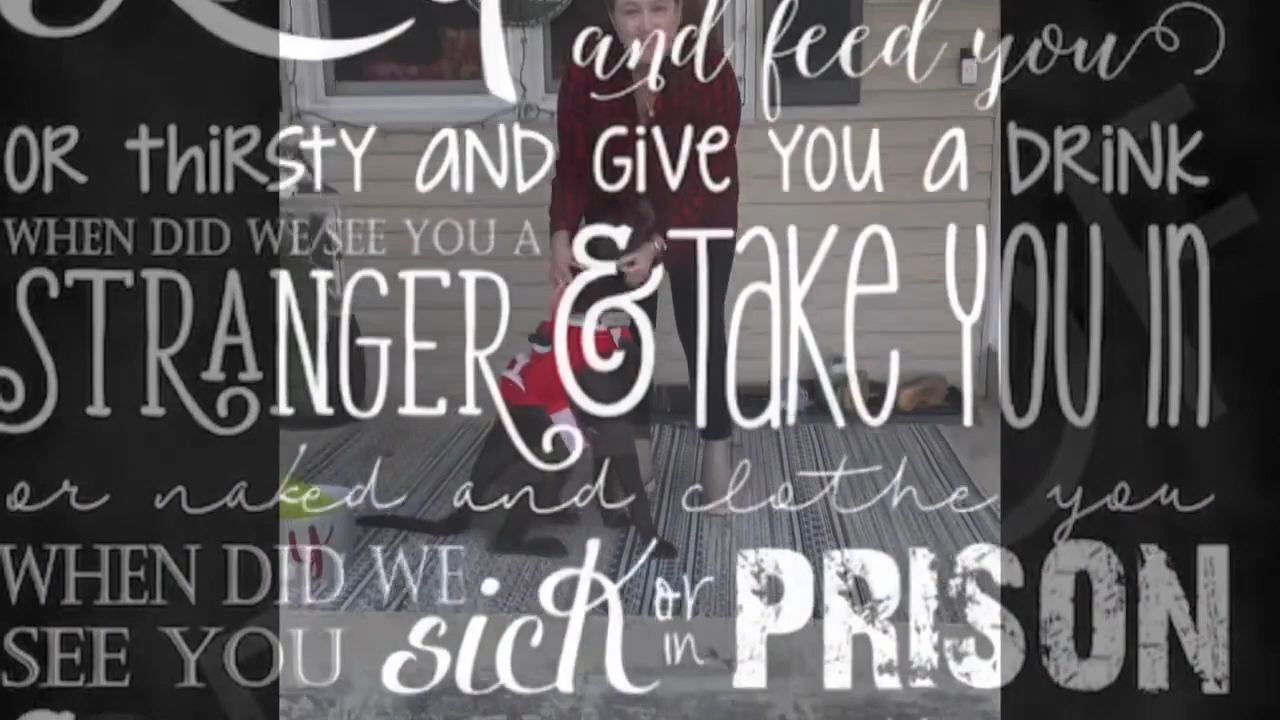 and feed you
OR thirsty AND Give YOU a DRINK
WHEN DID WE SEE YOU A
STRANGER & Take YOU in
or naked and clothe you
WHEN DID WE
SEE YOU sick or in PRISON